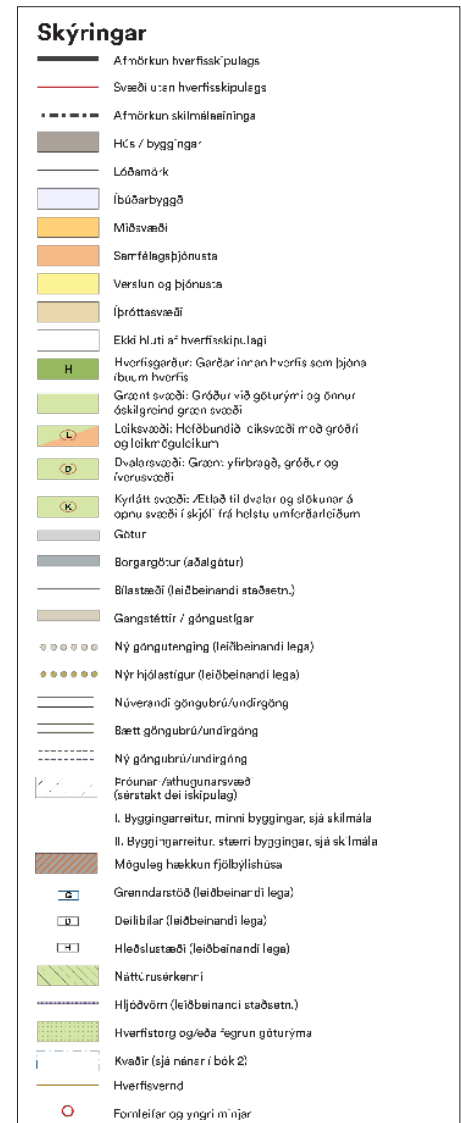 Skýringar
Afmörkun hverfisskipulags
Svæði utan hverfisskipulags
Afmörkun skilmálaeininga
Hús / byggingar
Lóðamörk
Íbúðarbyggð
Miðsvæði
Samfélagsþjónusta
Verslun og þjónusta
Íþróttasvæði
Ekki hluti af hverfisskipulagi
H
Hverfisgarður: Garðar innan hverfis sem þjóna
íbuum hverfis
Grænt svæði: Gróður við göturými og önnur
óskilgreind græn svæði
L
Leiksvæði: Hefðbundið leiksvæði með gróðri
og leikmöguleikum
D
Dvalarsvæði: Grænt yfirbragð, gróður og
íverusvæði
K
Kyrlátt svæði: Ætlað til dvalar og slökunar á
opnu svæði í skjóli frá helstu umferðarleiðum
Götur
Borgargötur (aðalgötur)
Bílastæði (leiðbeinandi staðsetn.)
Gangstéttir / göngustígar
Ný göngutenging (leiðbeinandi lega)
Nýr hjólastígur (leiðbeinandi lega)
Núverandi göngubrú/undirgöng
Bætt göngubrú/undirgöng
Ný göngubrú/undirgöng
Þróunar-/athugunarsvæði
(sérstakt deiliskipulag)
I. Byggingarreitur, minni byggingar, sjá skilmála
II. Byggingarreitur, stærri byggingar, sjá skilmála
Möguleg hækkun fjölbýlishúsa
G
Grenndarstöð (leiðbeinandi lega)
D
Deilibílar (leiðbeinandi lega)
H
Hleðslustæði (leiðbeinandi lega)
Náttúrusérkenni
Hljóðvörn (leiðbeinandi staðsetn.)
Hverfistorg og/eða fegrun göturýma
Kvaðir (sjá nánar í bók 2)
Hverfisvernd
Fornleifar og yngri minjar